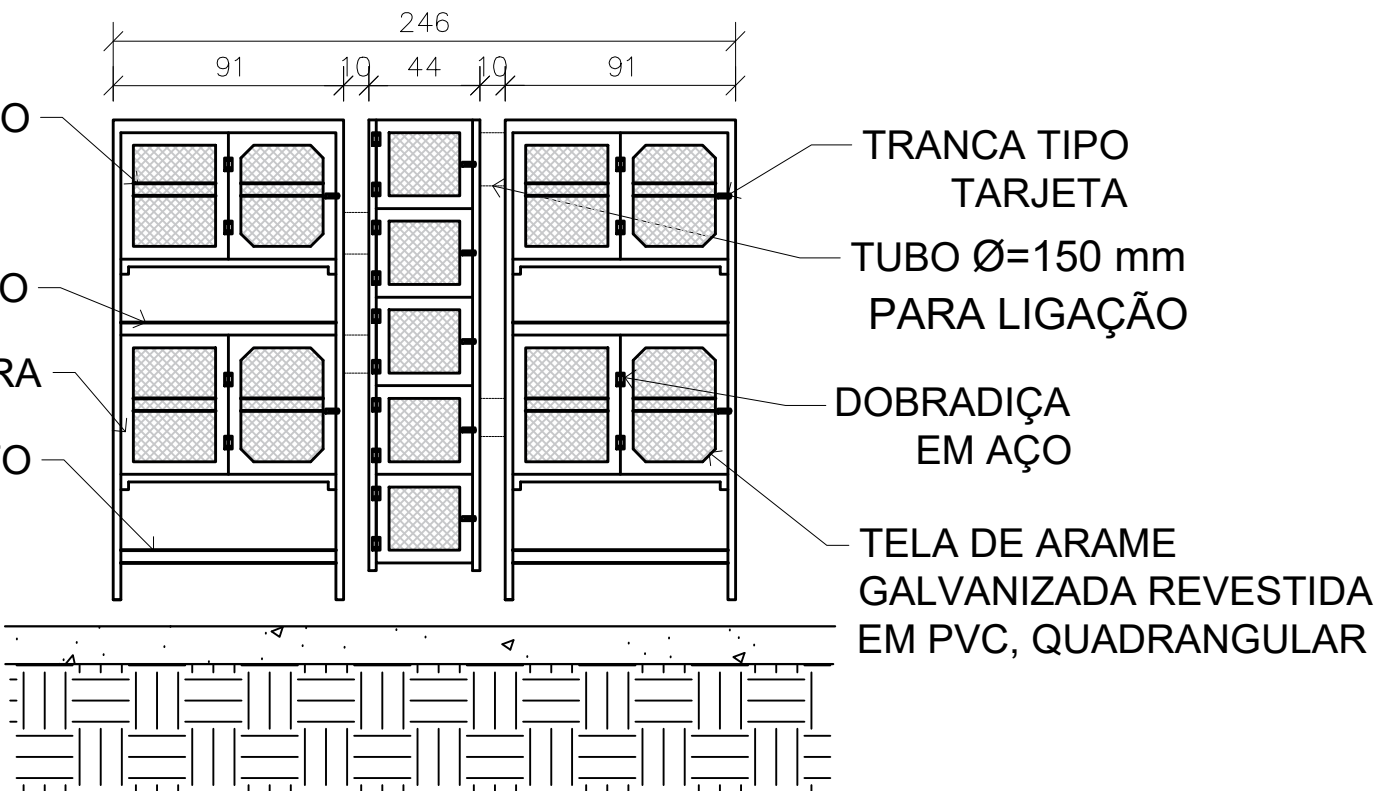 246
91 10 44 10 91
O
TRANCA TIPO
TARJETA
TUBO Ø=150 mm
PARA LIGAÇÃO
O
RA
DOBRADIÇA
EM AÇO
O
TELA DE ARAME
GALVANIZADA REVESTIDA
EM PVC, QUADRANGULAR